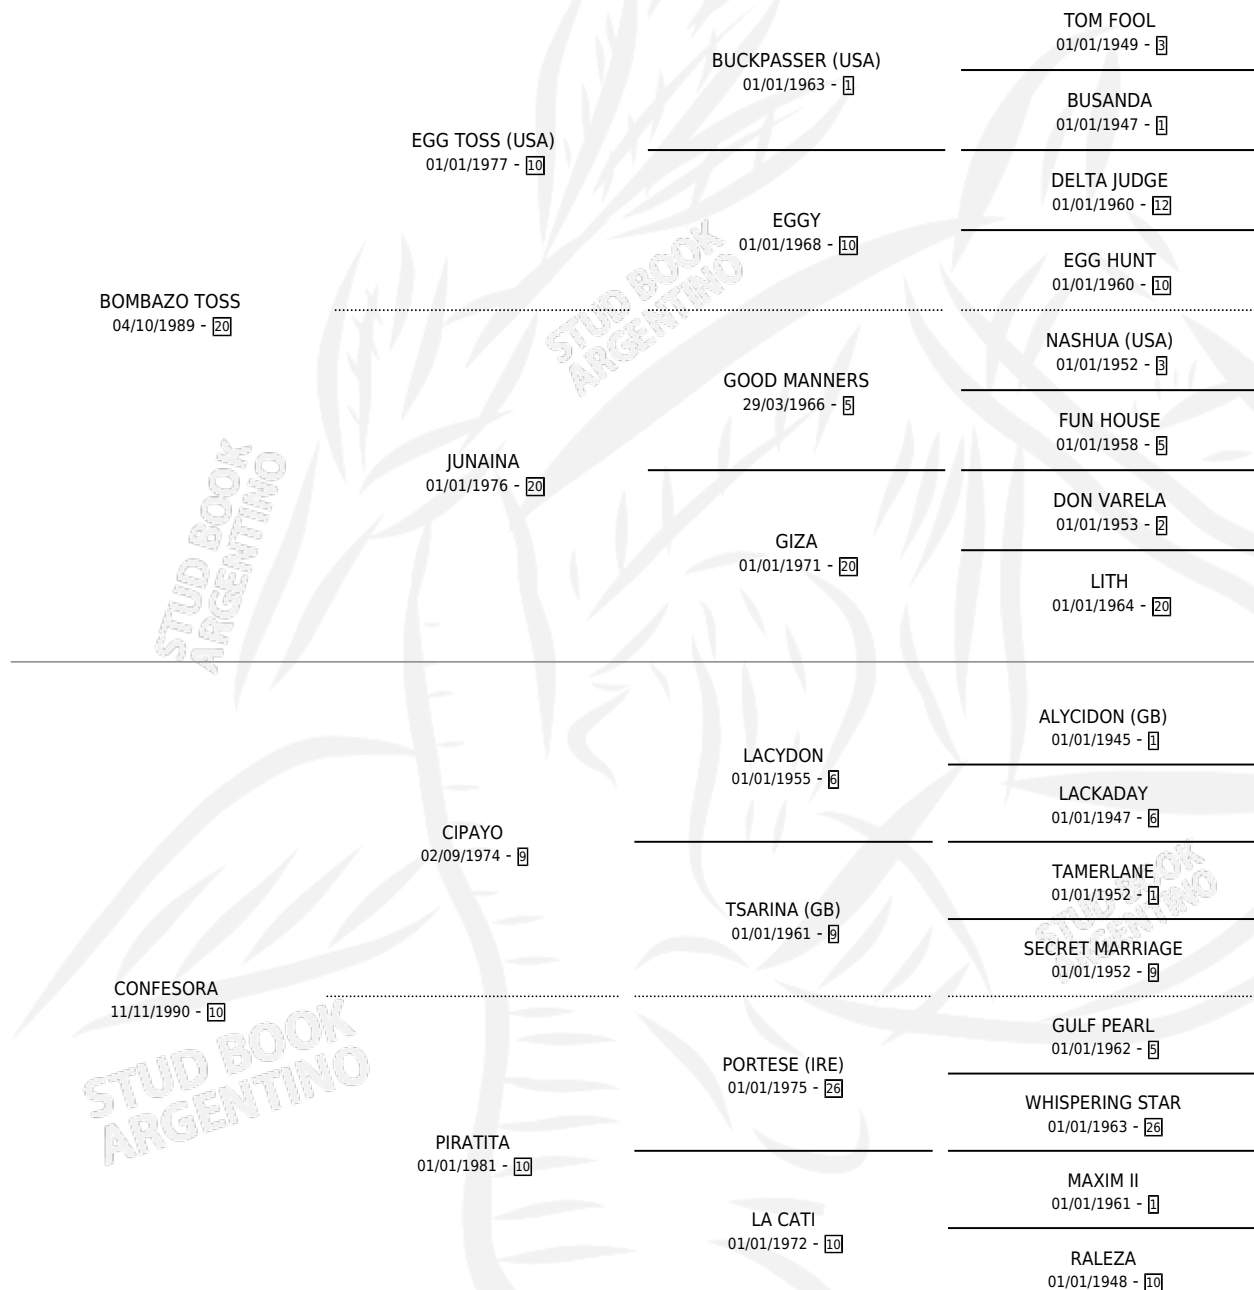 TOM FOOL
01/01/1949 - 3
BUCKPASSER (USA)
01/01/1963 - 1
BUSANDA
01/01/1947 - 1
EGG TOSS (USA)
01/01/1977 - 10
DELTA JUDGE
01/01/1960 - 12
EGGY
01/01/1968 - 10
EGG HUNT
01/01/1960 - 10
BOMBAZO TOSS
04/10/1989 - 20
STUD BOOK
ARGENTINO
NASHUA (USA)
01/01/1952 - 3
GOOD MANNERS
29/03/1966 - 5
FUN HOUSE
01/01/1958 - 5
JUNAINA
01/01/1976 - 20
DON VARELA
01/01/1953 - 2
GIZA
01/01/1971 - 20
LITH
01/01/1964 - 20
STUD BOOK
ARGENTINO
ALYCIDON (GB)
01/01/1945 - 1
LACYDON
01/01/1955 - 6
LACKADAY
01/01/1947 - 6
CIPAYO
02/09/1974 - 9
TAMERLANE
01/01/1952 - 1
TSARINA (GB)
01/01/1961 - 9
SECRET MARRIAGE
01/01/1952 - 9
STUD BOOK
ARGENTINO
CONFESORA
11/11/1990 - 10
GULF PEARL
01/01/1962 - 5
PORTESE (IRE)
01/01/1975 - 26
WHISPERING STAR
01/01/1963 - 26
STUD BOOK
ARGENTINO
PIRATITA
01/01/1981 - 10
MAXIM II
01/01/1961 - 1
LA CATI
01/01/1972 - 10
RALEZA
01/01/1948 - 10